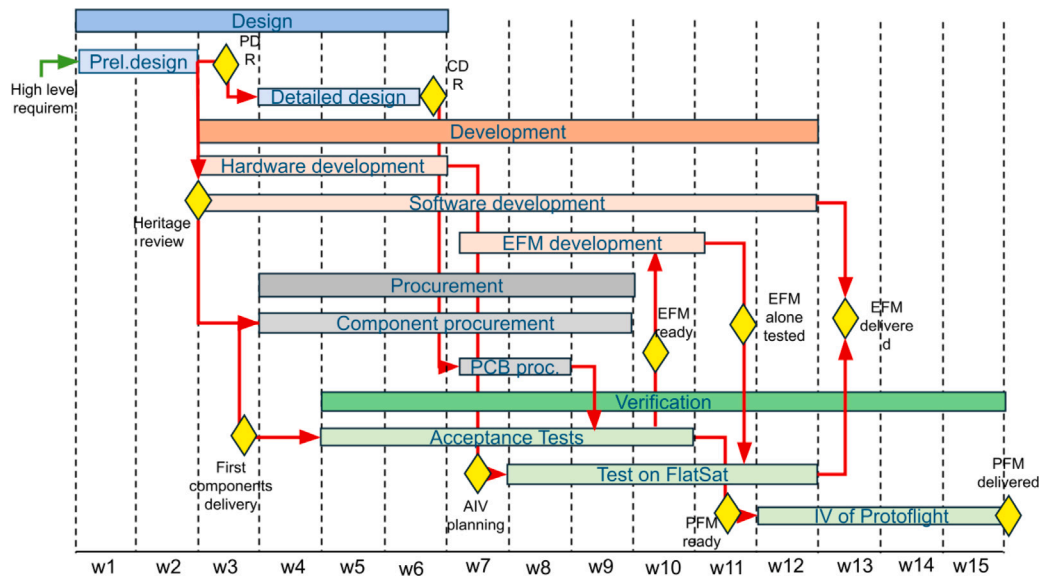 Design
PD
R
Prel.design
CD
R
High level
requirem.
Detailed design
Development
Hardware development
Software development
Heritage
review
EFM development
Procurement
EFM
ready
EFM
alone
tested
EFM
delivere
d
Component procurement
PCB proc.
Verification
Acceptance Tests
First
components
delivery
Test on FlatSat
AIV
planning
PFM
delivered
PFM
ready
IV of Protoflight
w1 w2 w3 w4 w5 w6 w7 w8 w9 w10 w11 w12 w13 w14 w15